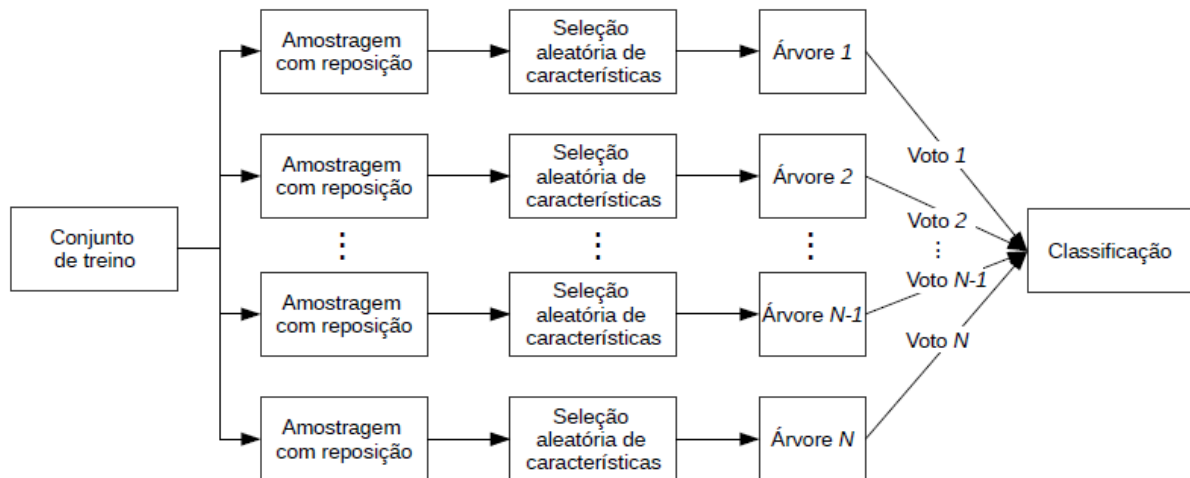 Amostragem
com reposição
Seleção
aleatória de
características
Árvore 1
Voto 1
Amostragem
com reposição
Seleção
aleatória de
características
Árvore 2
Voto 2
Conjunto
de treino
⋮
⋮
⋮
⋮
Classificação
Amostragem
com reposição
Seleção
aleatória de
características
Árvore N-1
Voto N-1
Voto N
Amostragem
com reposição
Seleção
aleatória de
características
Árvore N